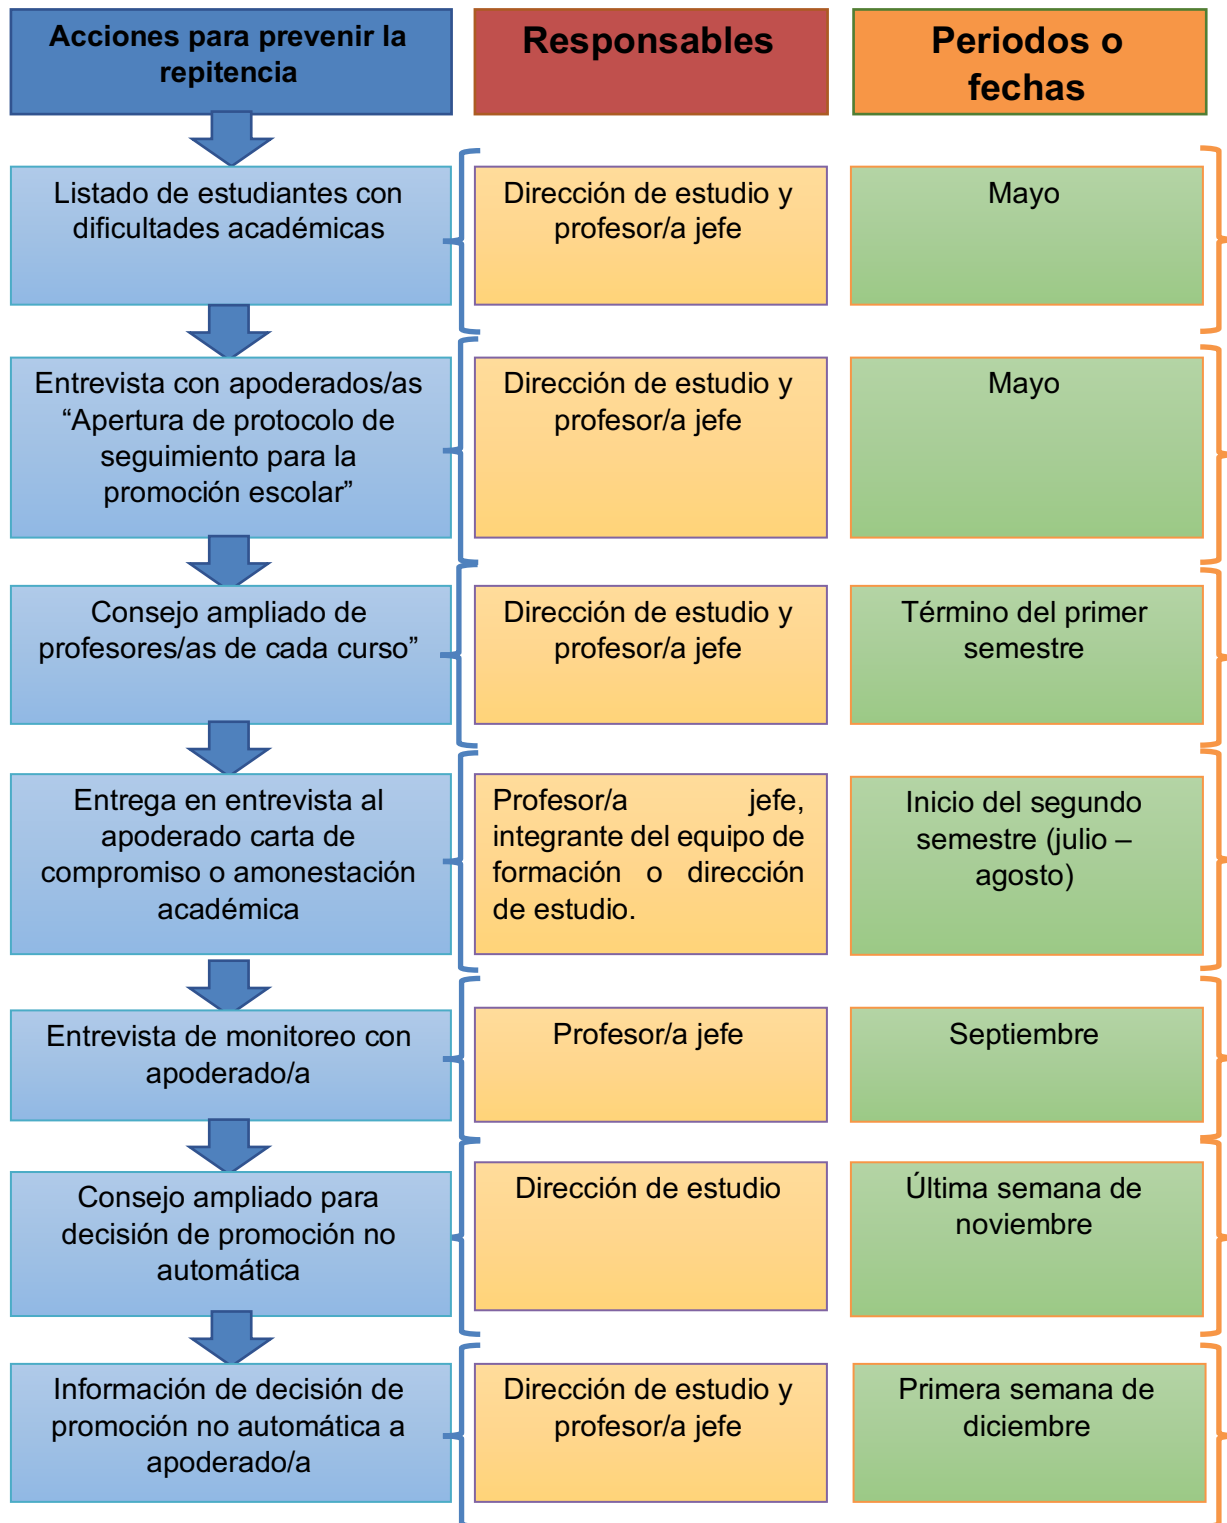 Acciones para prevenir la
repitencia
Responsables
Periodos o
fechas
Listado de estudiantes con
dificultades académicas
Dirección de estudio y
profesor/a jefe
Mayo
Entrevista con apoderados/as
“Apertura de protocolo de
seguimiento para la
promoción escolar”
Dirección de estudio y
profesor/a jefe
Mayo
Consejo ampliado de
profesores/as de cada curso”
Dirección de estudio y
profesor/a jefe
Término del primer
semestre
Entrega en entrevista al
apoderado carta de
compromiso o amonestación
académica
Profesor/a jefe,
integrante del equipo de
formación o dirección
de estudio.
Inicio del segundo
semestre (julio –
agosto)
Entrevista de monitoreo con
apoderado/a
Profesor/a jefe
Septiembre
Consejo ampliado para
decisión de promoción no
automática
Dirección de estudio
Última semana de
noviembre
Información de decisión de
promoción no automática a
apoderado/a
Dirección de estudio y
profesor/a jefe
Primera semana de
diciembre